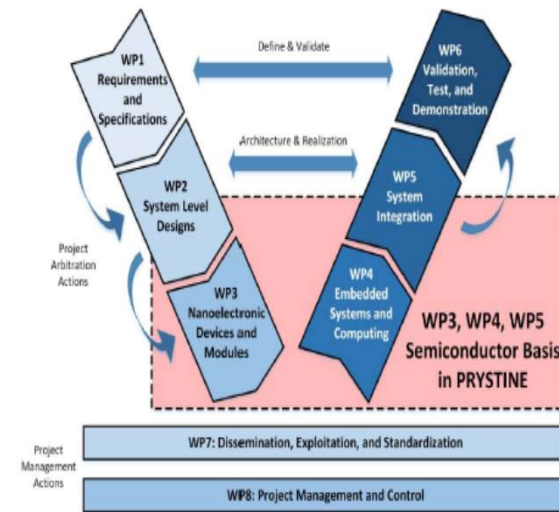 WP1
Requirements
and
Specifications
Define & Validate
WP6
Validation,
Test, and
Demonstration
Architecture & Realization
WP2
System Level
Designs
WP5
System
Integration
Project
Arbitration
Actions
WP3
Nanoelectronic
Devices and
Modules
WP4
Embedded
Systems and
Computing
WP3, WP4, WP5
Semiconductor Basis
in PRYSTINE
Project
Management
Actions
WP7: Dissemination, Exploitation, and Standardization
WP8: Project Management and Control